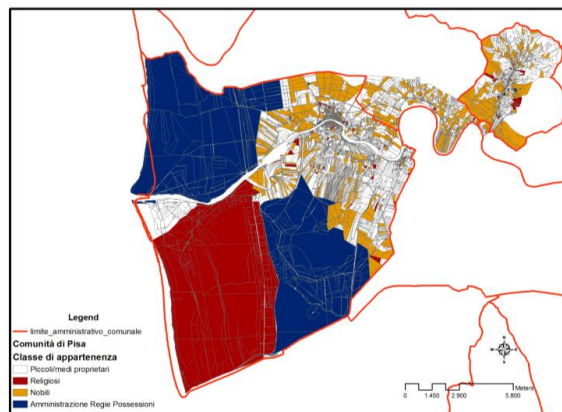 Legend
limite_amministrativo_comunale
Comunità di Pisa
Classe di appartenenza
Piccoli/medi proprietari
Religiosi
Nobili
Amministrazione Regie Possessioni
0 1.450 2.900 5.800
Meters